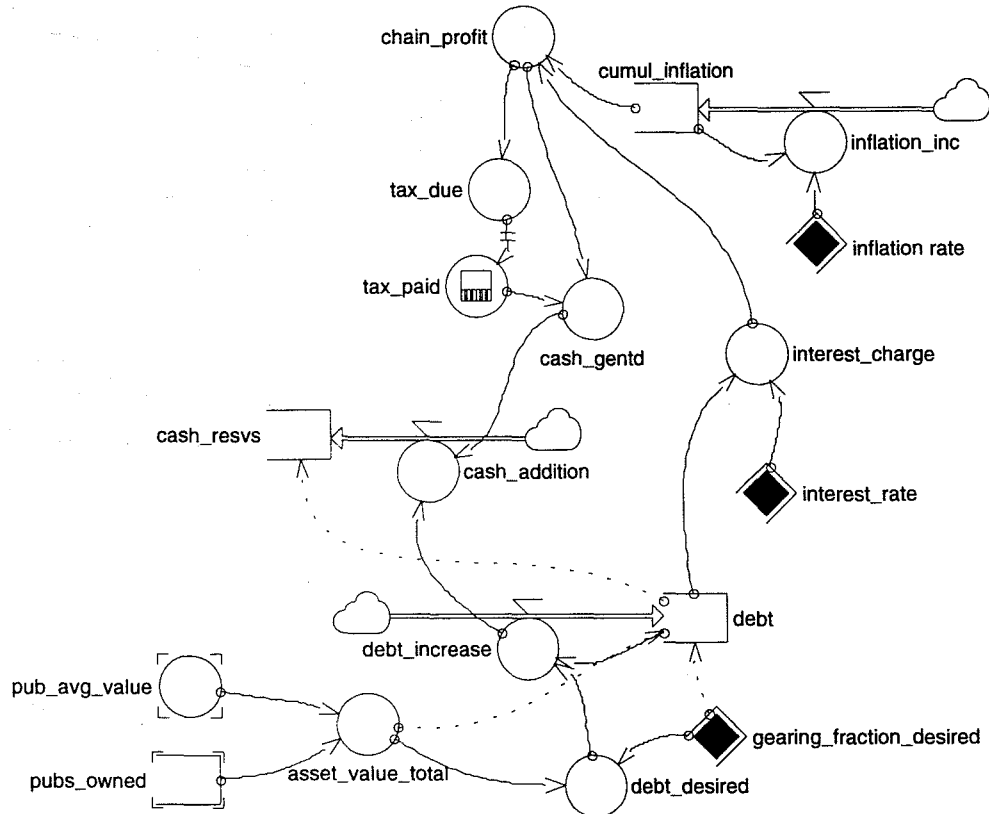 chain_profit
cumul_inflation
inflation_inc
tax_due
inflation rate
tax_paid
cash_gentd
interest_charge
cash_resvs
cash_addition
interest_rate
debt
debt_increase
pub_avg_value
gearing_fraction_desired
pubs_owned
asset_value_total
debt_desired